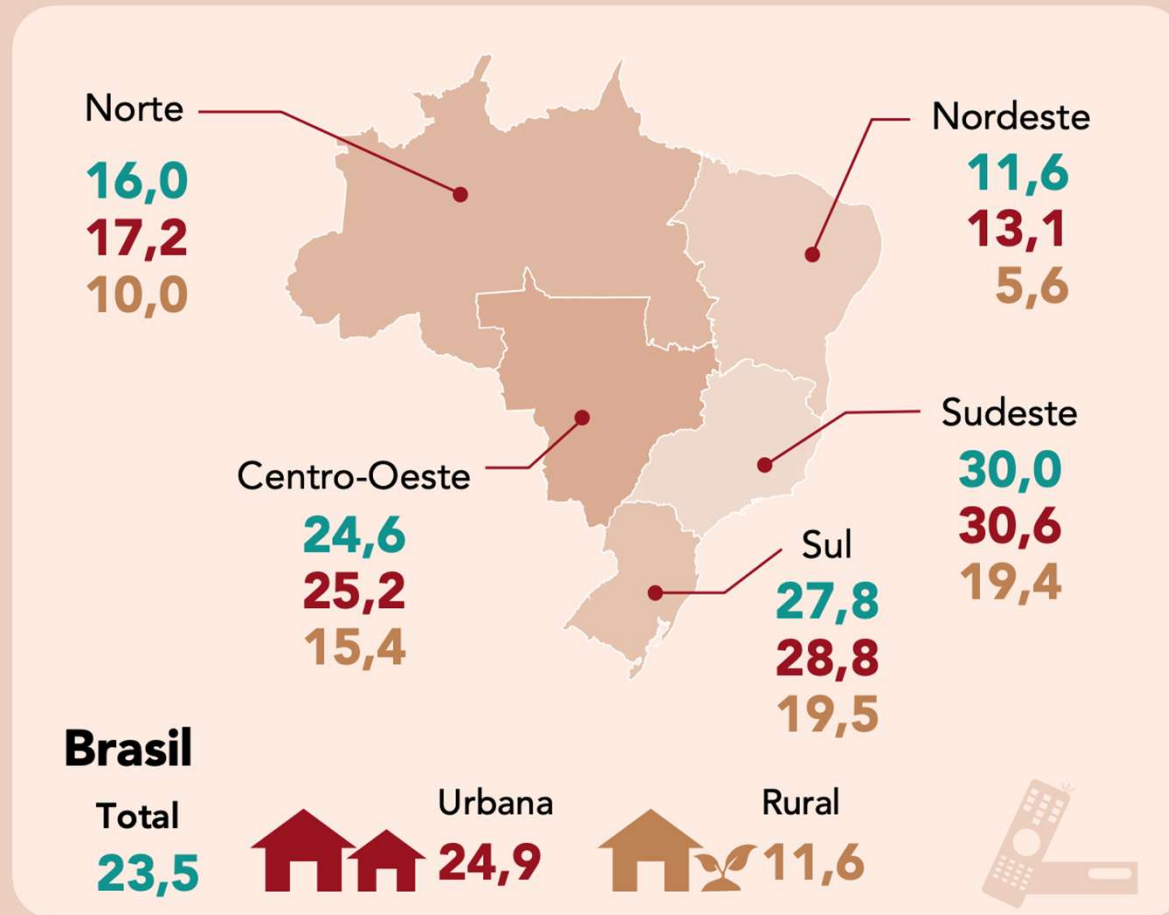 Norte
16,0
17,2
10,0
Nordeste
11,6
13,1
5,6
Centro-Oeste
24,6
25,2
15,4
Sudeste
30,0
30,6
19,4
Sul
27,8
28,8
19,5
Brasil
Total
23,5
Urbana
24,9
Rural
11,6